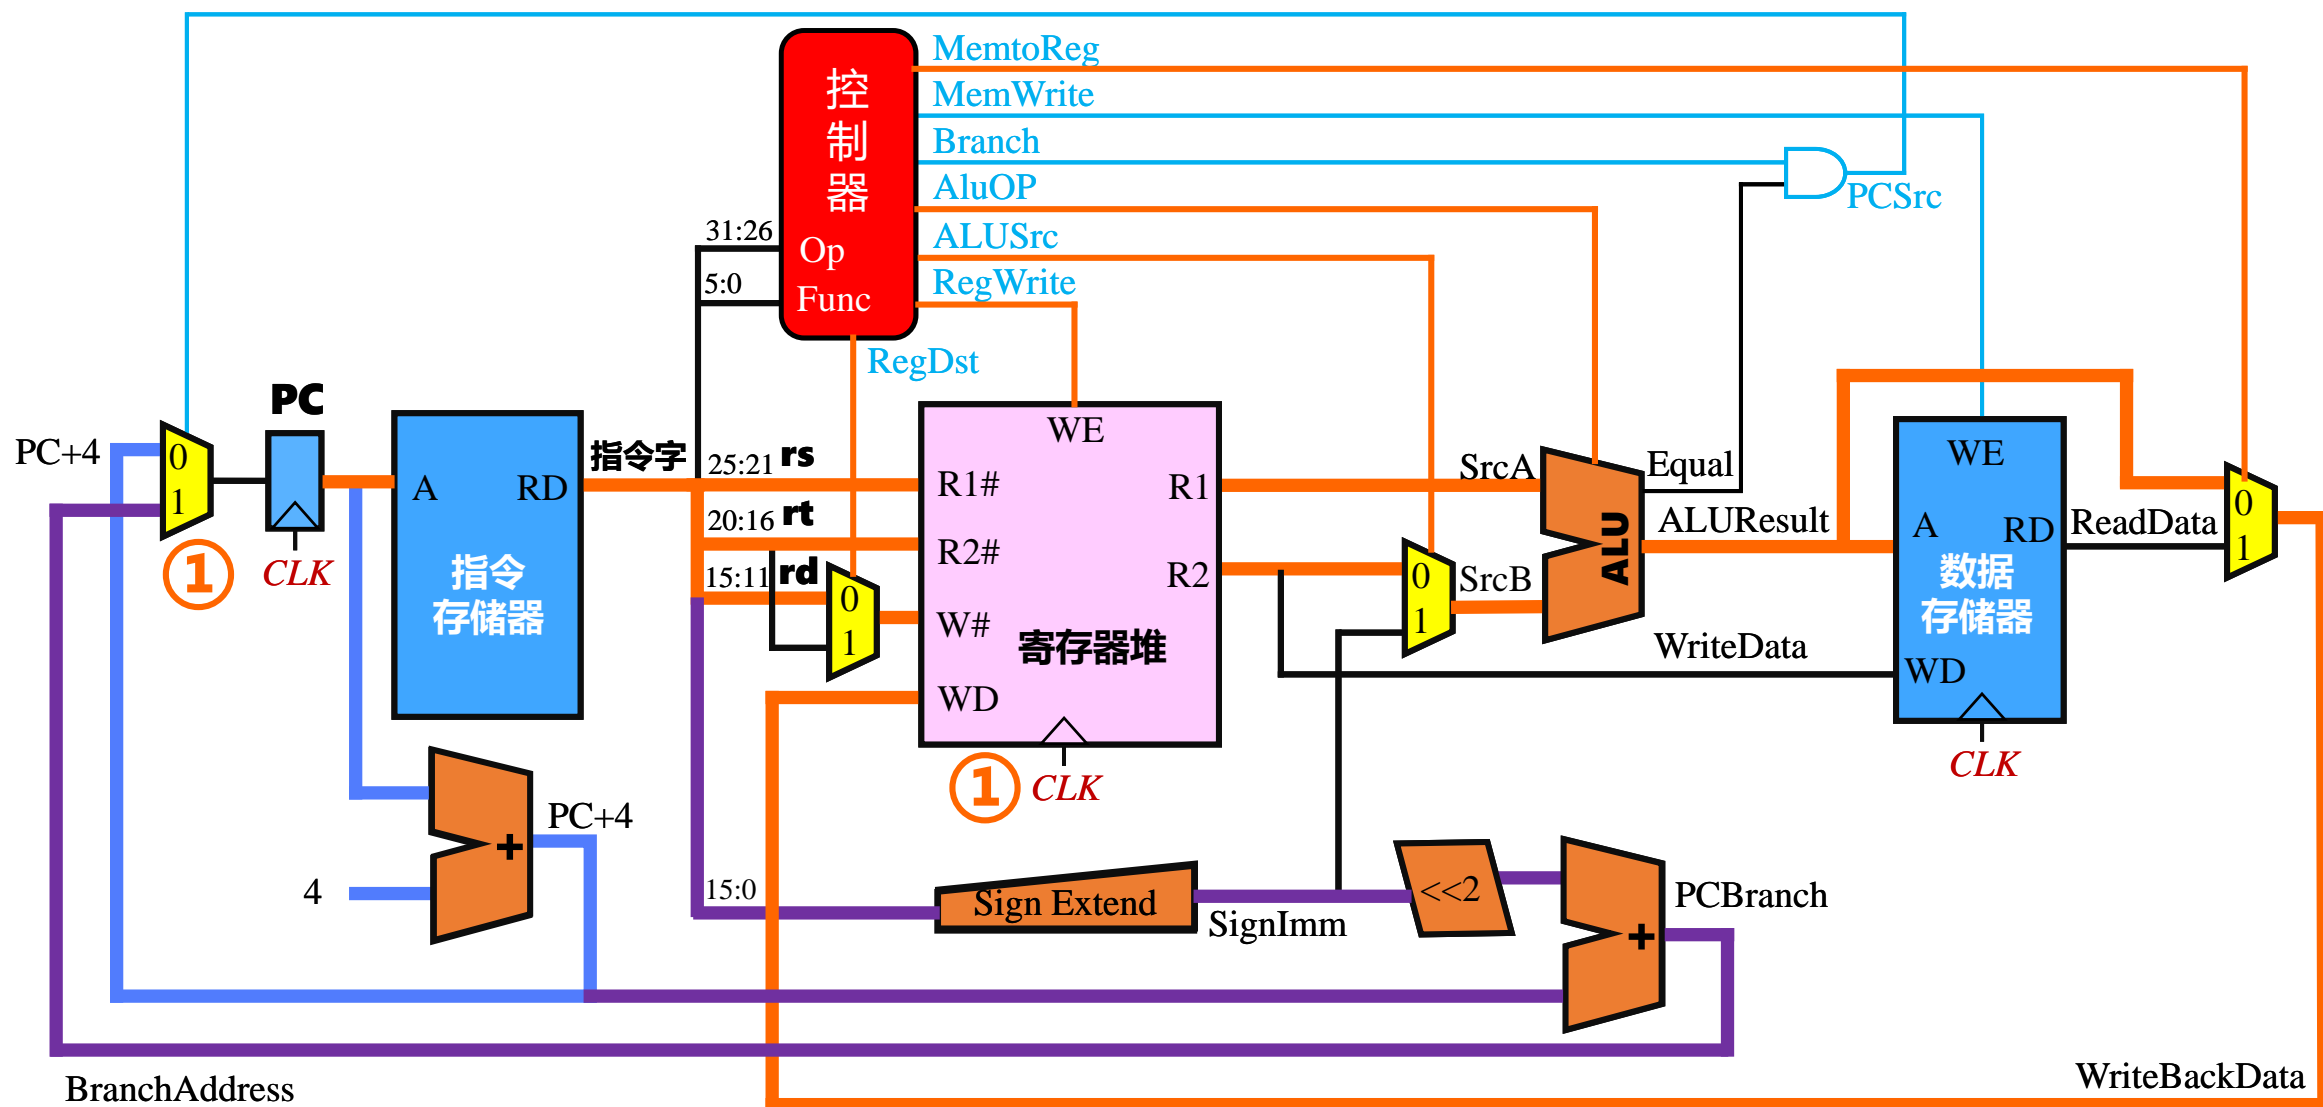 MemtoReg
MemWrite
Branch
AluOP
ALUSrc
RegWrite
控
制
器
Op
Func
31:26
5:0
RegDst
PCSrc
PC
PC+4
0
1
①
CLK
A
RD
指令
存储器
指令字
25:21 rs
20:16 rt
15:11 rd
0
1
WE
R1#
R2#
W#
WD
R1
R2
寄存器堆
①
CLK
0
1
SrcA
SrcB
ALU
Equal
ALUResult
WriteData
WE
A
RD
数据
存储器
WD
CLK
ReadData
0
1
4
+
PC+4
15:0
Sign Extend
SignImm
<<2
+
PCBranch
BranchAddress
WriteBackData